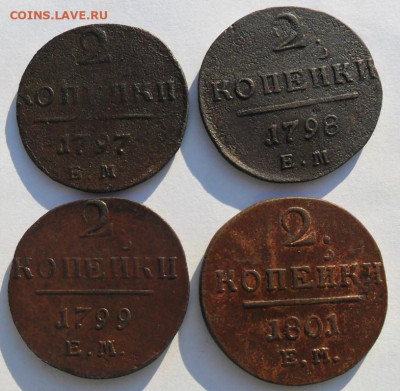 COINS.LAVE.RU
2
КОПЕЙКИ
1797
Е.М
2
КОПЕЙКИ
1798
Е.М
2
КОПЕЙКИ
1799
Е.М.
2
КОПЕЙКИ
1801
Е.М.